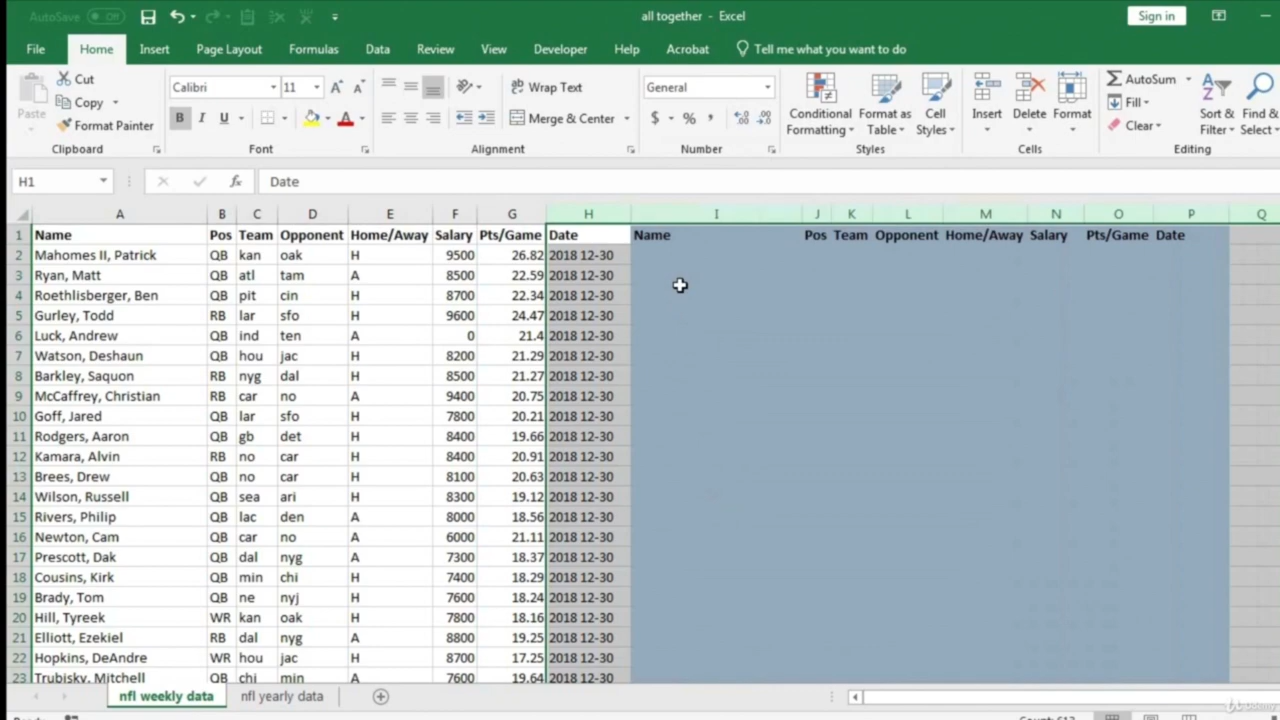 AutoSave Off all together - Excel Sign in
File Home Insert Page Layout Formulas Data Review View Developer Help Acrobat Tell me what you want to do
Cut Calibri 11 Wrap Text General Conditional Format as Cell Insert Delete Format AutoSum Sort & Find &
Paste Copy B I U Merge & Center $ % , Formatting Table Styles Fill Filter Select
Format Painter Clear
Clipboard Font Alignment Number Styles Cells Editing
H1 fx Date
A B C D E F G H I J K L M N O P Q
1 Name Pos Team Opponent Home/Away Salary Pts/Game Date Name Pos Team Opponent Home/Away Salary Pts/Game Date
2 Mahomes II, Patrick QB kan oak H 9500 26.82 2018 12-30
3 Ryan, Matt QB atl tam A 8500 22.59 2018 12-30
4 Roethlisberger, Ben QB pit cin H 8700 22.34 2018 12-30
5 Gurley, Todd RB lar sfo H 9600 24.47 2018 12-30
6 Luck, Andrew QB ind ten A 0 21.4 2018 12-30
7 Watson, Deshaun QB hou jac H 8200 21.29 2018 12-30
8 Barkley, Saquon RB nyg dal H 8500 21.27 2018 12-30
9 McCaffrey, Christian RB car no A 9400 20.75 2018 12-30
10 Goff, Jared QB lar sfo H 7800 20.21 2018 12-30
11 Rodgers, Aaron QB gb det H 8400 19.66 2018 12-30
12 Kamara, Alvin RB no car H 8400 20.91 2018 12-30
13 Brees, Drew QB no car H 8100 20.63 2018 12-30
14 Wilson, Russell QB sea ari H 8300 19.12 2018 12-30
15 Rivers, Philip QB lac den A 8000 18.56 2018 12-30
16 Newton, Cam QB car no A 6000 21.11 2018 12-30
17 Prescott, Dak QB dal nyg A 7300 18.37 2018 12-30
18 Cousins, Kirk QB min chi H 7400 18.29 2018 12-30
19 Brady, Tom QB ne nyj H 7600 18.24 2018 12-30
20 Hill, Tyreek WR kan oak H 7800 18.16 2018 12-30
21 Elliott, Ezekiel RB dal nyg A 8800 19.25 2018 12-30
22 Hopkins, DeAndre WR hou jac H 8700 17.25 2018 12-30
23 Trubisky, Mitchell QB chi min A 7600 19.64 2018 12-30
nfl weekly data nfl yearly data
Udemy